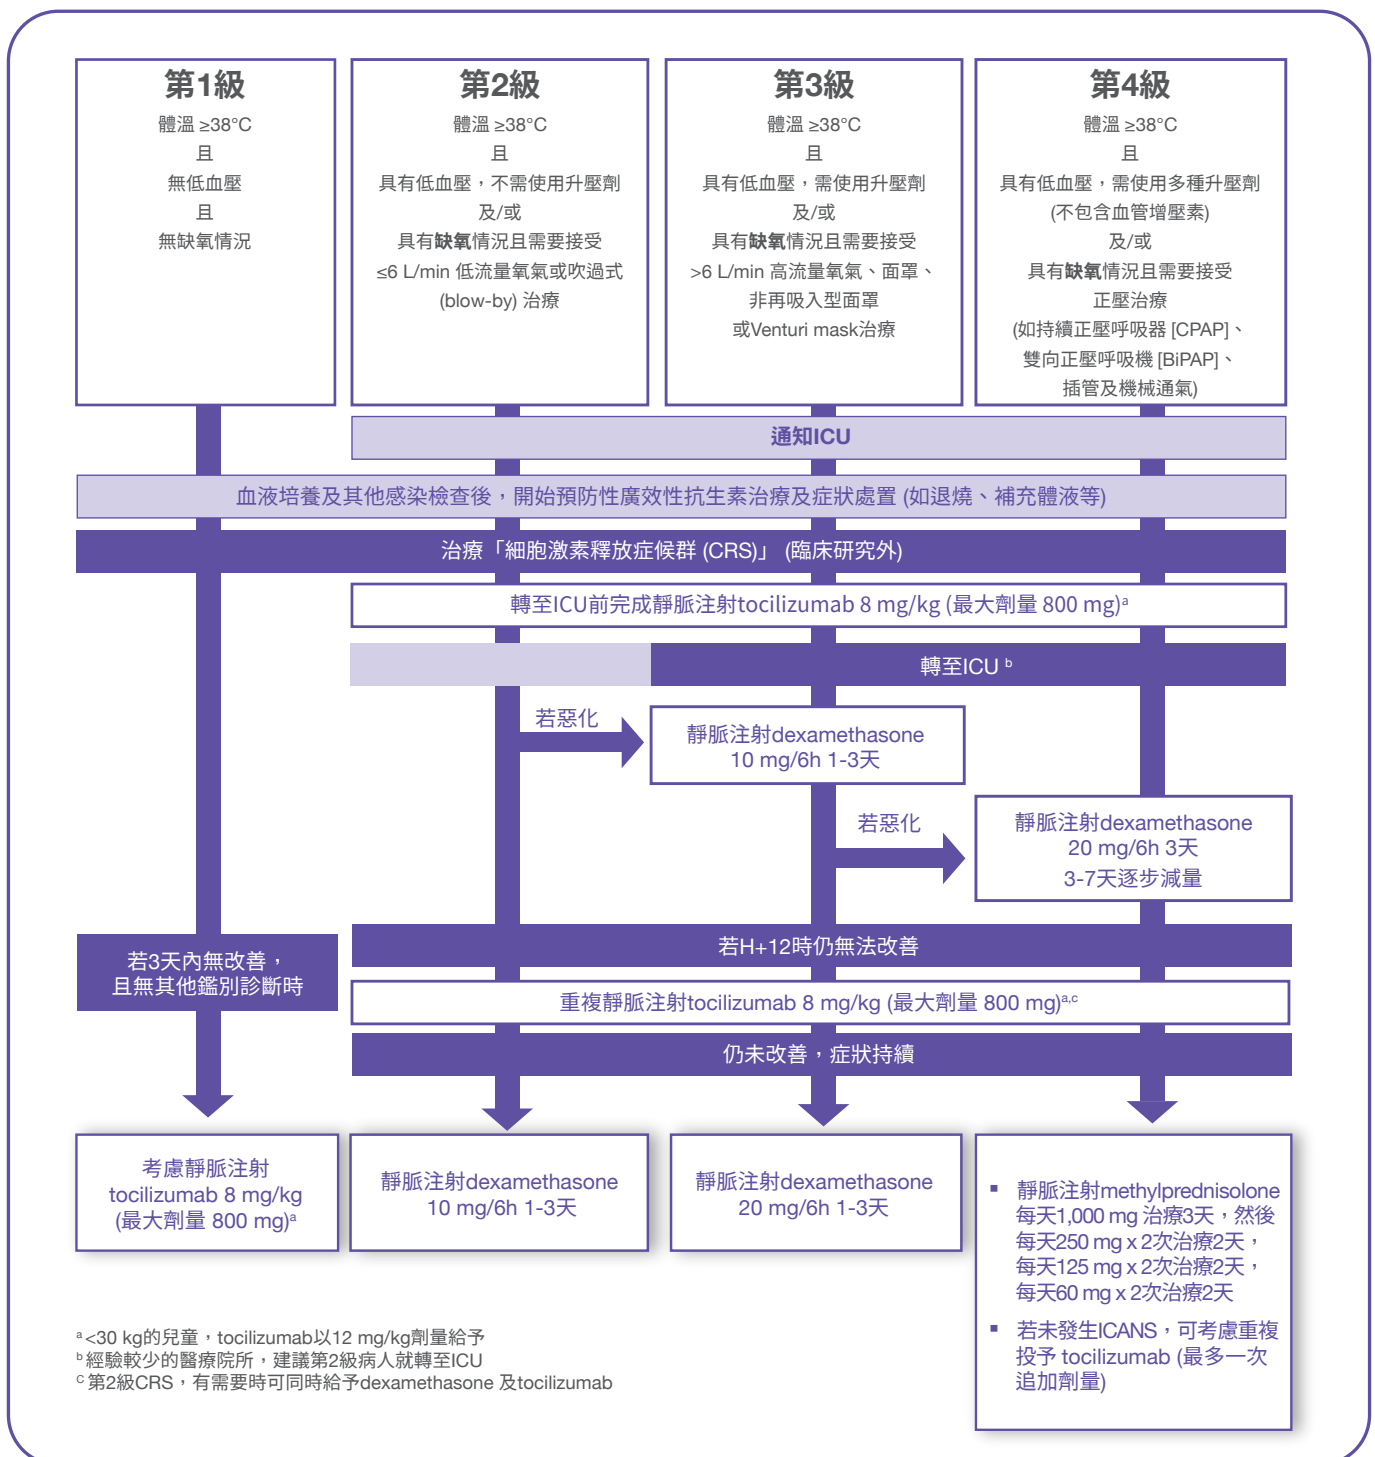 第1級
體溫 ≥38°C
且
無低血壓
且
無缺氧情況
第2級
體溫 ≥38°C
且
具有低血壓，不需使用升壓劑
及/或
具有缺氧情況且需要接受
≤6 L/min 低流量氧氣或吹過式
(blow-by) 治療
第3級
體溫 ≥38°C
且
具有低血壓，需使用升壓劑
及/或
具有缺氧情況且需要接受
>6 L/min 高流量氧氣、面罩、
非再吸入型面罩
或Venturi mask治療
第4級
體溫 ≥38°C
且
具有低血壓，需使用多種升壓劑
(不包含血管增壓素)
及/或
具有缺氧情況且需要接受
正壓治療
(如持續正壓呼吸器 [CPAP]、
雙向正壓呼吸機 [BiPAP]、
插管及機械通氣)
通知ICU
血液培養及其他感染檢查後，開始預防性廣效性抗生素治療及症狀處置 (如退燒、補充體液等)
治療「細胞激素釋放症候群 (CRS)」 (臨床研究外)
轉至ICU前完成靜脈注射tocilizumab 8 mg/kg (最大劑量 800 mg)ᵃ
轉至ICU ᵇ
若惡化
靜脈注射dexamethasone
10 mg/6h 1-3天
若惡化
靜脈注射dexamethasone
20 mg/6h 3天
3-7天逐步減量
若3天內無改善，
且無其他鑑別診斷時
若H+12時仍無法改善
重複靜脈注射tocilizumab 8 mg/kg (最大劑量 800 mg)ᵃ,ᶜ
仍未改善，症狀持續
考慮靜脈注射
tocilizumab 8 mg/kg
(最大劑量 800 mg)ᵃ
靜脈注射dexamethasone
10 mg/6h 1-3天
靜脈注射dexamethasone
20 mg/6h 1-3天
▪ 靜脈注射methylprednisolone
每天1,000 mg 治療3天，然後
每天250 mg x 2次治療2天，
每天125 mg x 2次治療2天，
每天60 mg x 2次治療2天
▪ 若未發生ICANS，可考慮重複
投予 tocilizumab (最多一次
追加劑量)
ᵃ <30 kg的兒童，tocilizumab以12 mg/kg劑量給予
ᵇ 經驗較少的醫療院所，建議第2級病人就轉至ICU
ᶜ 第2級CRS，有需要時可同時給予dexamethasone 及tocilizumab